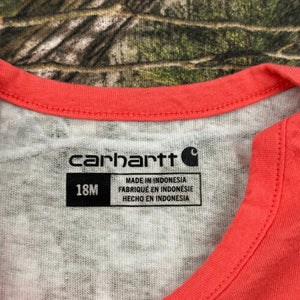 carhartt
18M
MADE IN INDONESIA
FABRIQUÉ EN INDONÉSIE
HECHO EN INDONESIA